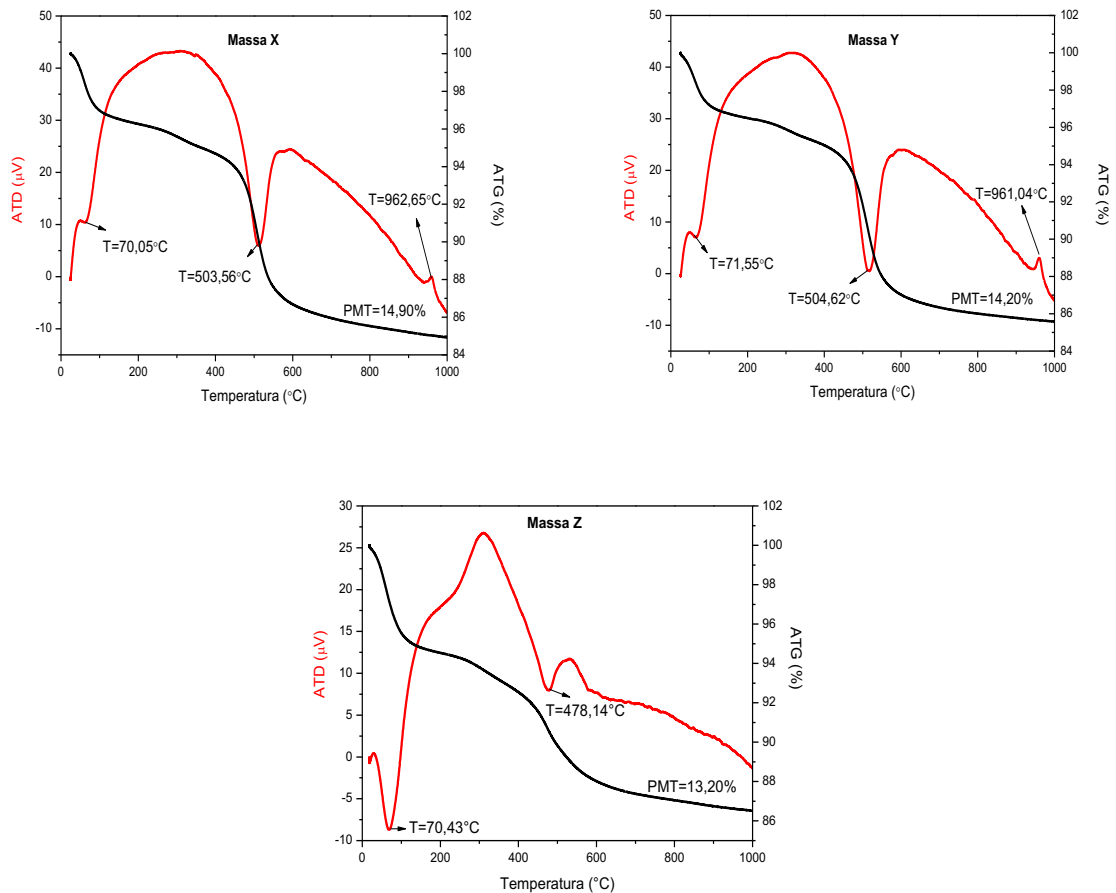 Massa X
50
40
30
20
10
0
-10
ATD (μV)
102
100
98
96
94
92
90
88
86
84
ATG (%)
T=962,65°C
T=70,05°C
T=503,56°C
PMT=14,90%
0 200 400 600 800 1000
Temperatura (°C)
Massa Y
50
40
30
20
10
0
-10
ATD (μV)
102
100
98
96
94
92
90
88
86
84
ATG (%)
T=961,04°C
T=71,55°C
T=504,62°C
PMT=14,20%
0 200 400 600 800 1000
Temperatura (°C)
Massa Z
30
25
20
15
10
5
0
-5
-10
ATD (μV)
102
100
98
96
94
92
90
88
86
ATG (%)
T=478,14°C
PMT=13,20%
T=70,43°C
0 200 400 600 800 1000
Temperatura (°C)